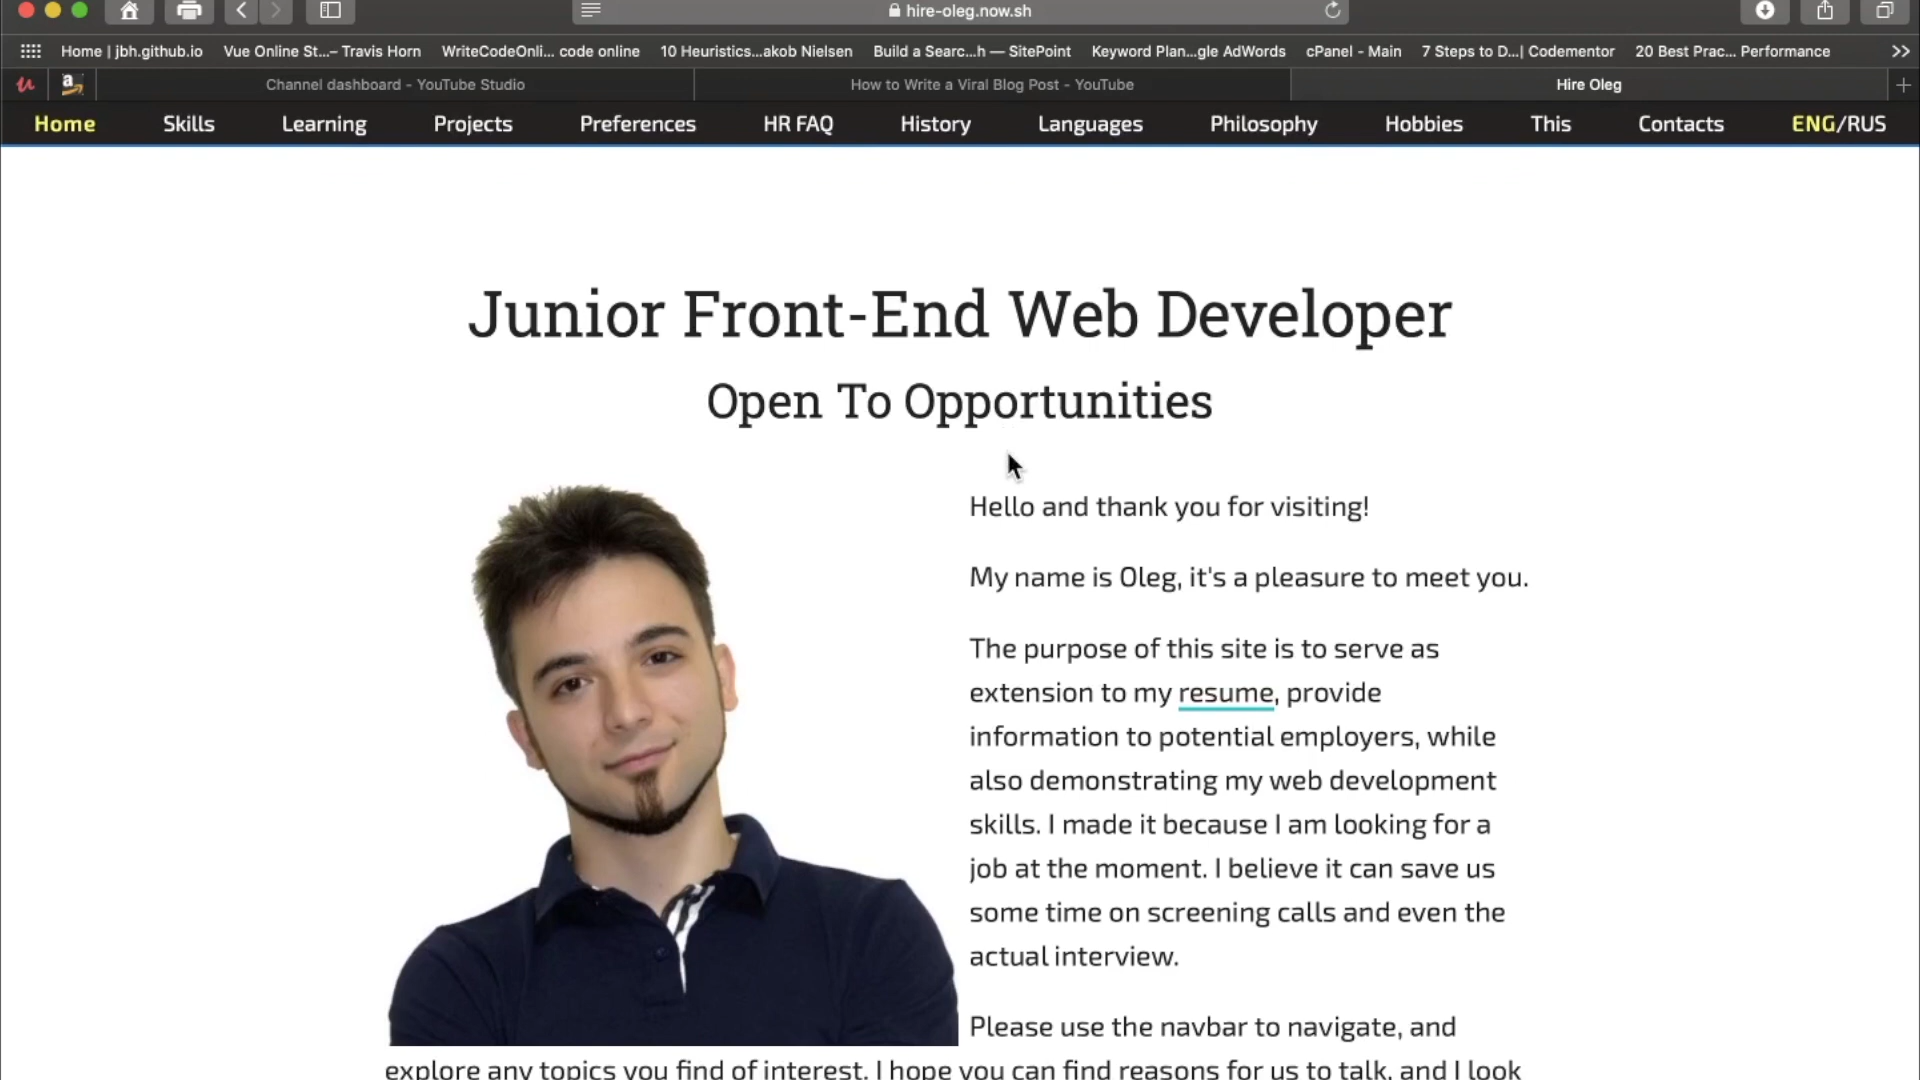 hire-oleg.now.sh
Home | jbh.github.io Vue Online St...– Travis Horn WriteCodeOnli... code online 10 Heuristics...akob Nielsen Build a Searc...h — SitePoint Keyword Plan...gle AdWords cPanel - Main 7 Steps to D...| Codementor 20 Best Prac... Performance
a Channel dashboard - YouTube Studio How to Write a Viral Blog Post - YouTube Hire Oleg
Home Skills Learning Projects Preferences HR FAQ History Languages Philosophy Hobbies This Contacts ENG/RUS
Junior Front-End Web Developer
Open To Opportunities
Hello and thank you for visiting!
My name is Oleg, it's a pleasure to meet you.
The purpose of this site is to serve as
extension to my resume, provide
information to potential employers, while
also demonstrating my web development
skills. I made it because I am looking for a
job at the moment. I believe it can save us
some time on screening calls and even the
actual interview.
Please use the navbar to navigate, and
explore any topics you find of interest. I hope you can find reasons for us to talk, and I look